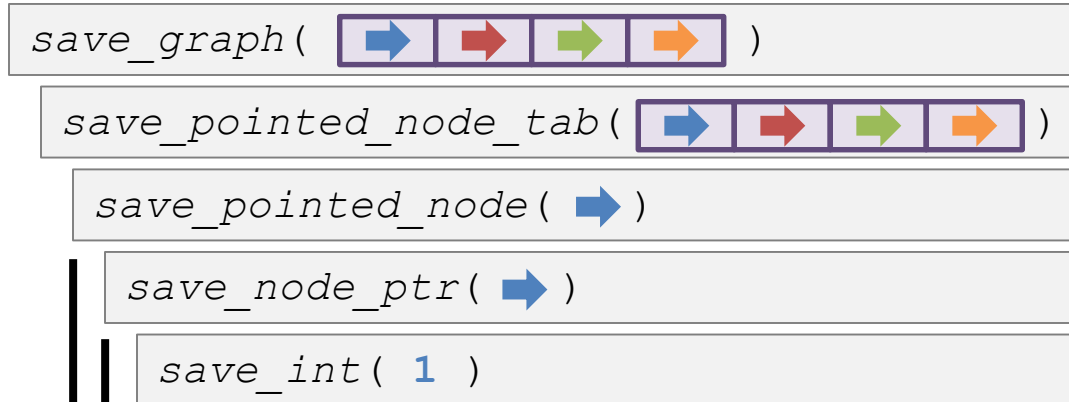 save_graph( )
save_pointed_node_tab( )
save_pointed_node( )
save_node_ptr( )
save_int( 1 )